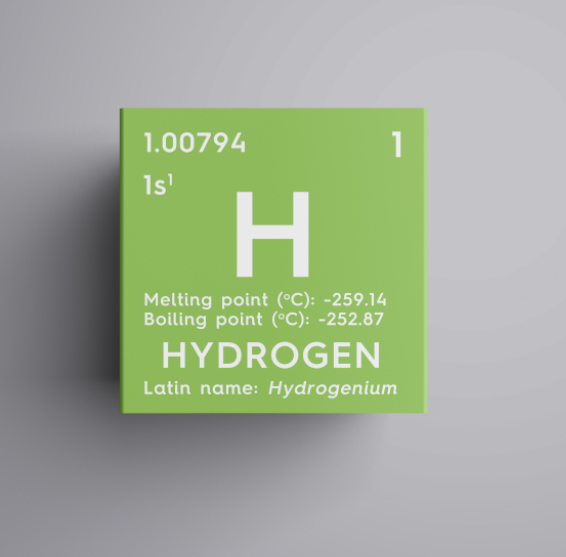 1.00794 1
1s¹
H
Melting point (°C): -259.14
Boiling point (°C): -252.87
HYDROGEN
Latin name: Hydrogenium